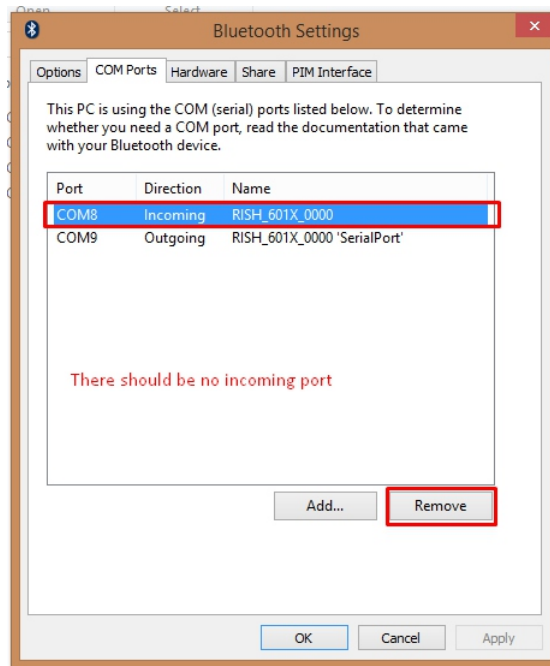 Open Select
Bluetooth Settings
Options COM Ports Hardware Share PIM Interface
This PC is using the COM (serial) ports listed below. To determine
whether you need a COM port, read the documentation that came
with your Bluetooth device.
Port Direction Name
COM8 Incoming RISH_601X_0000
COM9 Outgoing RISH_601X_0000 'SerialPort'
There should be no incoming port
Add... Remove
OK Cancel Apply